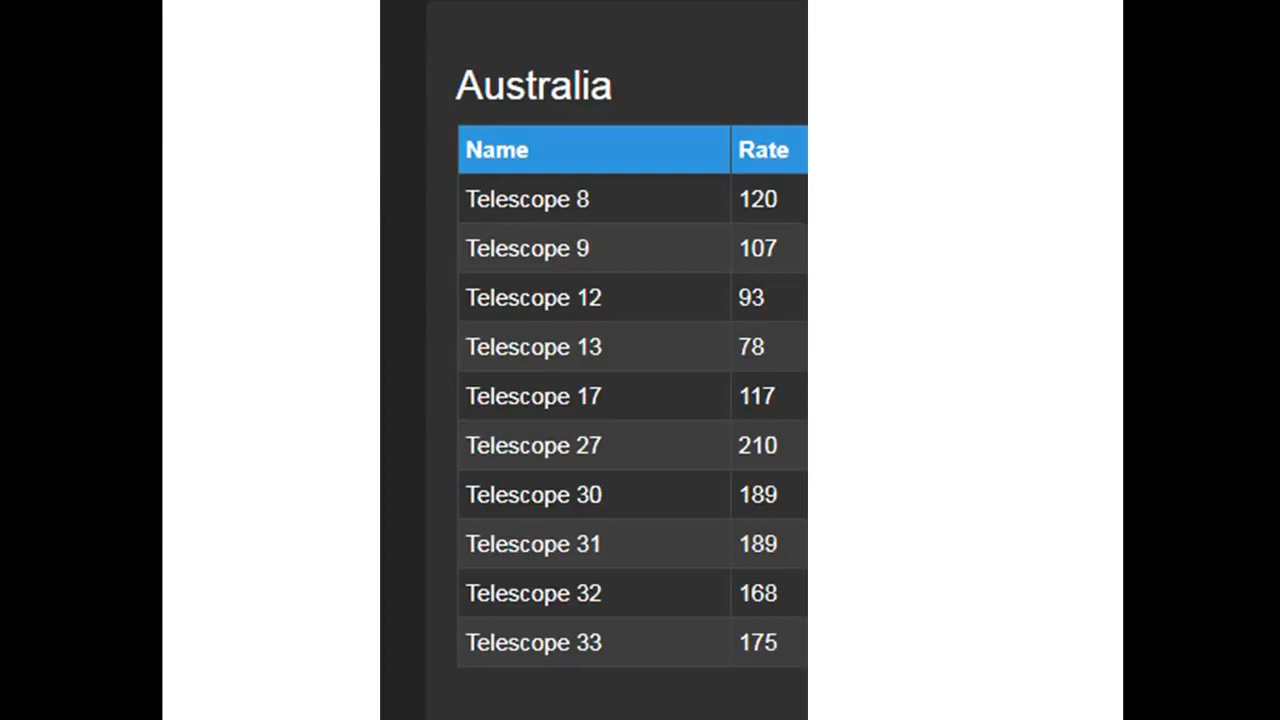 Australia
Name Rate
Telescope 8 120
Telescope 9 107
Telescope 12 93
Telescope 13 78
Telescope 17 117
Telescope 27 210
Telescope 30 189
Telescope 31 189
Telescope 32 168
Telescope 33 175